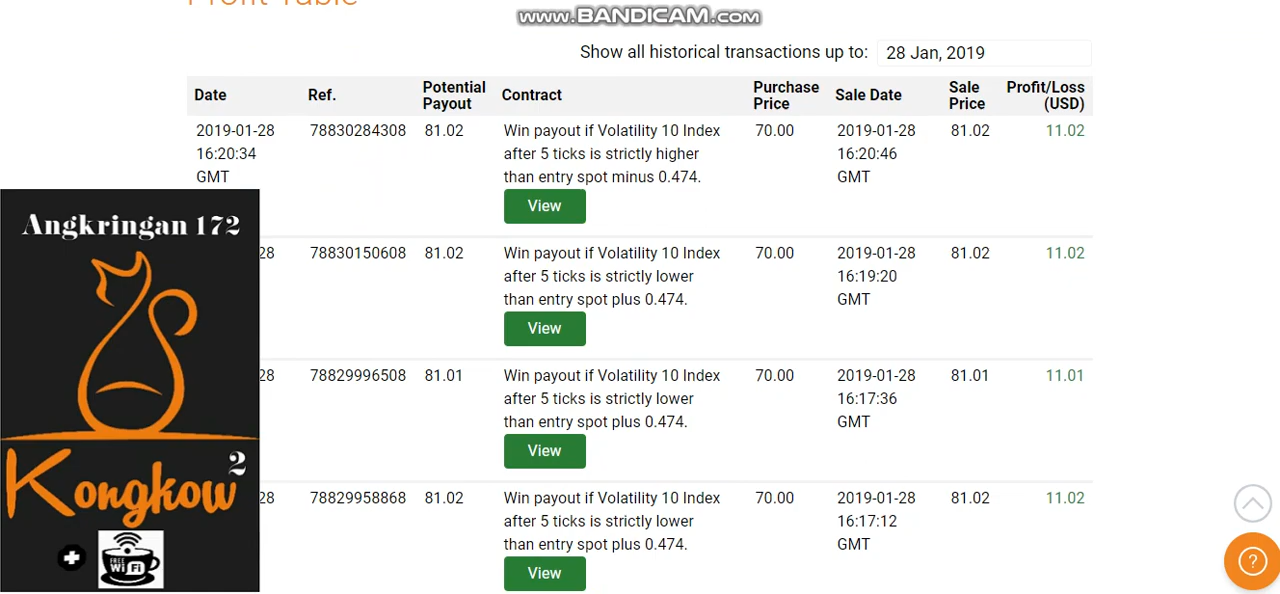 Profit Table
www.BANDICAM.com
Show all historical transactions up to: 28 Jan, 2019
Date Ref. Potential Payout Contract Purchase Price Sale Date Sale Price Profit/Loss (USD)
2019-01-28 78830284308 81.02 Win payout if Volatility 10 Index 70.00 2019-01-28 81.02 11.02
16:20:34 after 5 ticks is strictly higher 16:20:46
GMT than entry spot minus 0.474. GMT
View
28 78830150608 81.02 Win payout if Volatility 10 Index 70.00 2019-01-28 81.02 11.02
after 5 ticks is strictly lower 16:19:20
than entry spot plus 0.474. GMT
View
28 78829996508 81.01 Win payout if Volatility 10 Index 70.00 2019-01-28 81.01 11.01
after 5 ticks is strictly lower 16:17:36
than entry spot plus 0.474. GMT
View
28 78829958868 81.02 Win payout if Volatility 10 Index 70.00 2019-01-28 81.02 11.02
after 5 ticks is strictly lower 16:17:12
than entry spot plus 0.474. GMT
View
Angkringan 172
Kongkow 2
FREE
WiFi